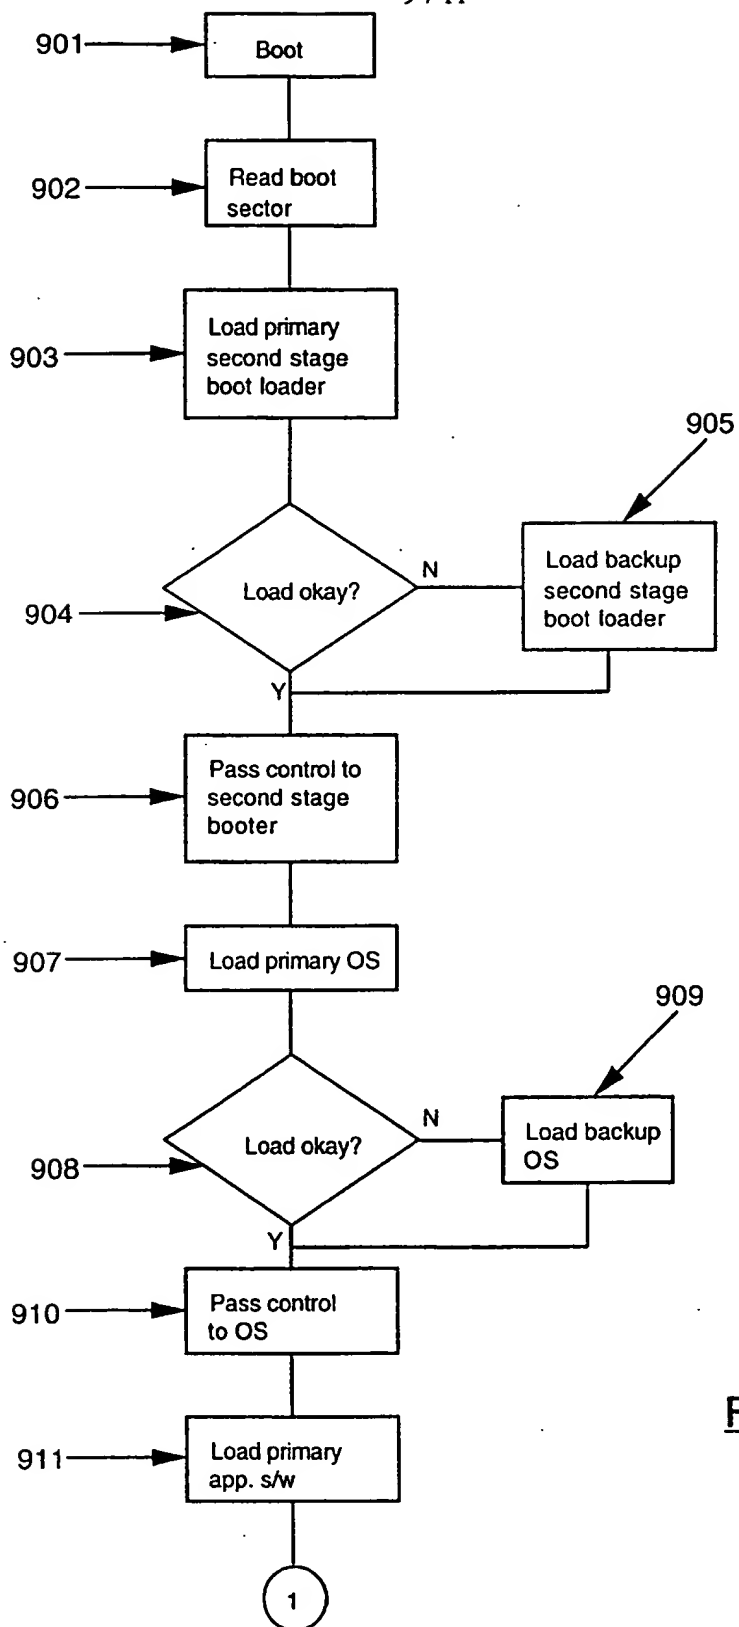 901
Boot
902
Read boot
sector
903
Load primary
second stage
boot loader
905
904
Load okay?
N
Load backup
second stage
boot loader
Y
906
Pass control to
second stage
booter
907
Load primary OS
909
908
Load okay?
N
Load backup
OS
Y
910
Pass control
to OS
911
Load primary
app. s/w
1